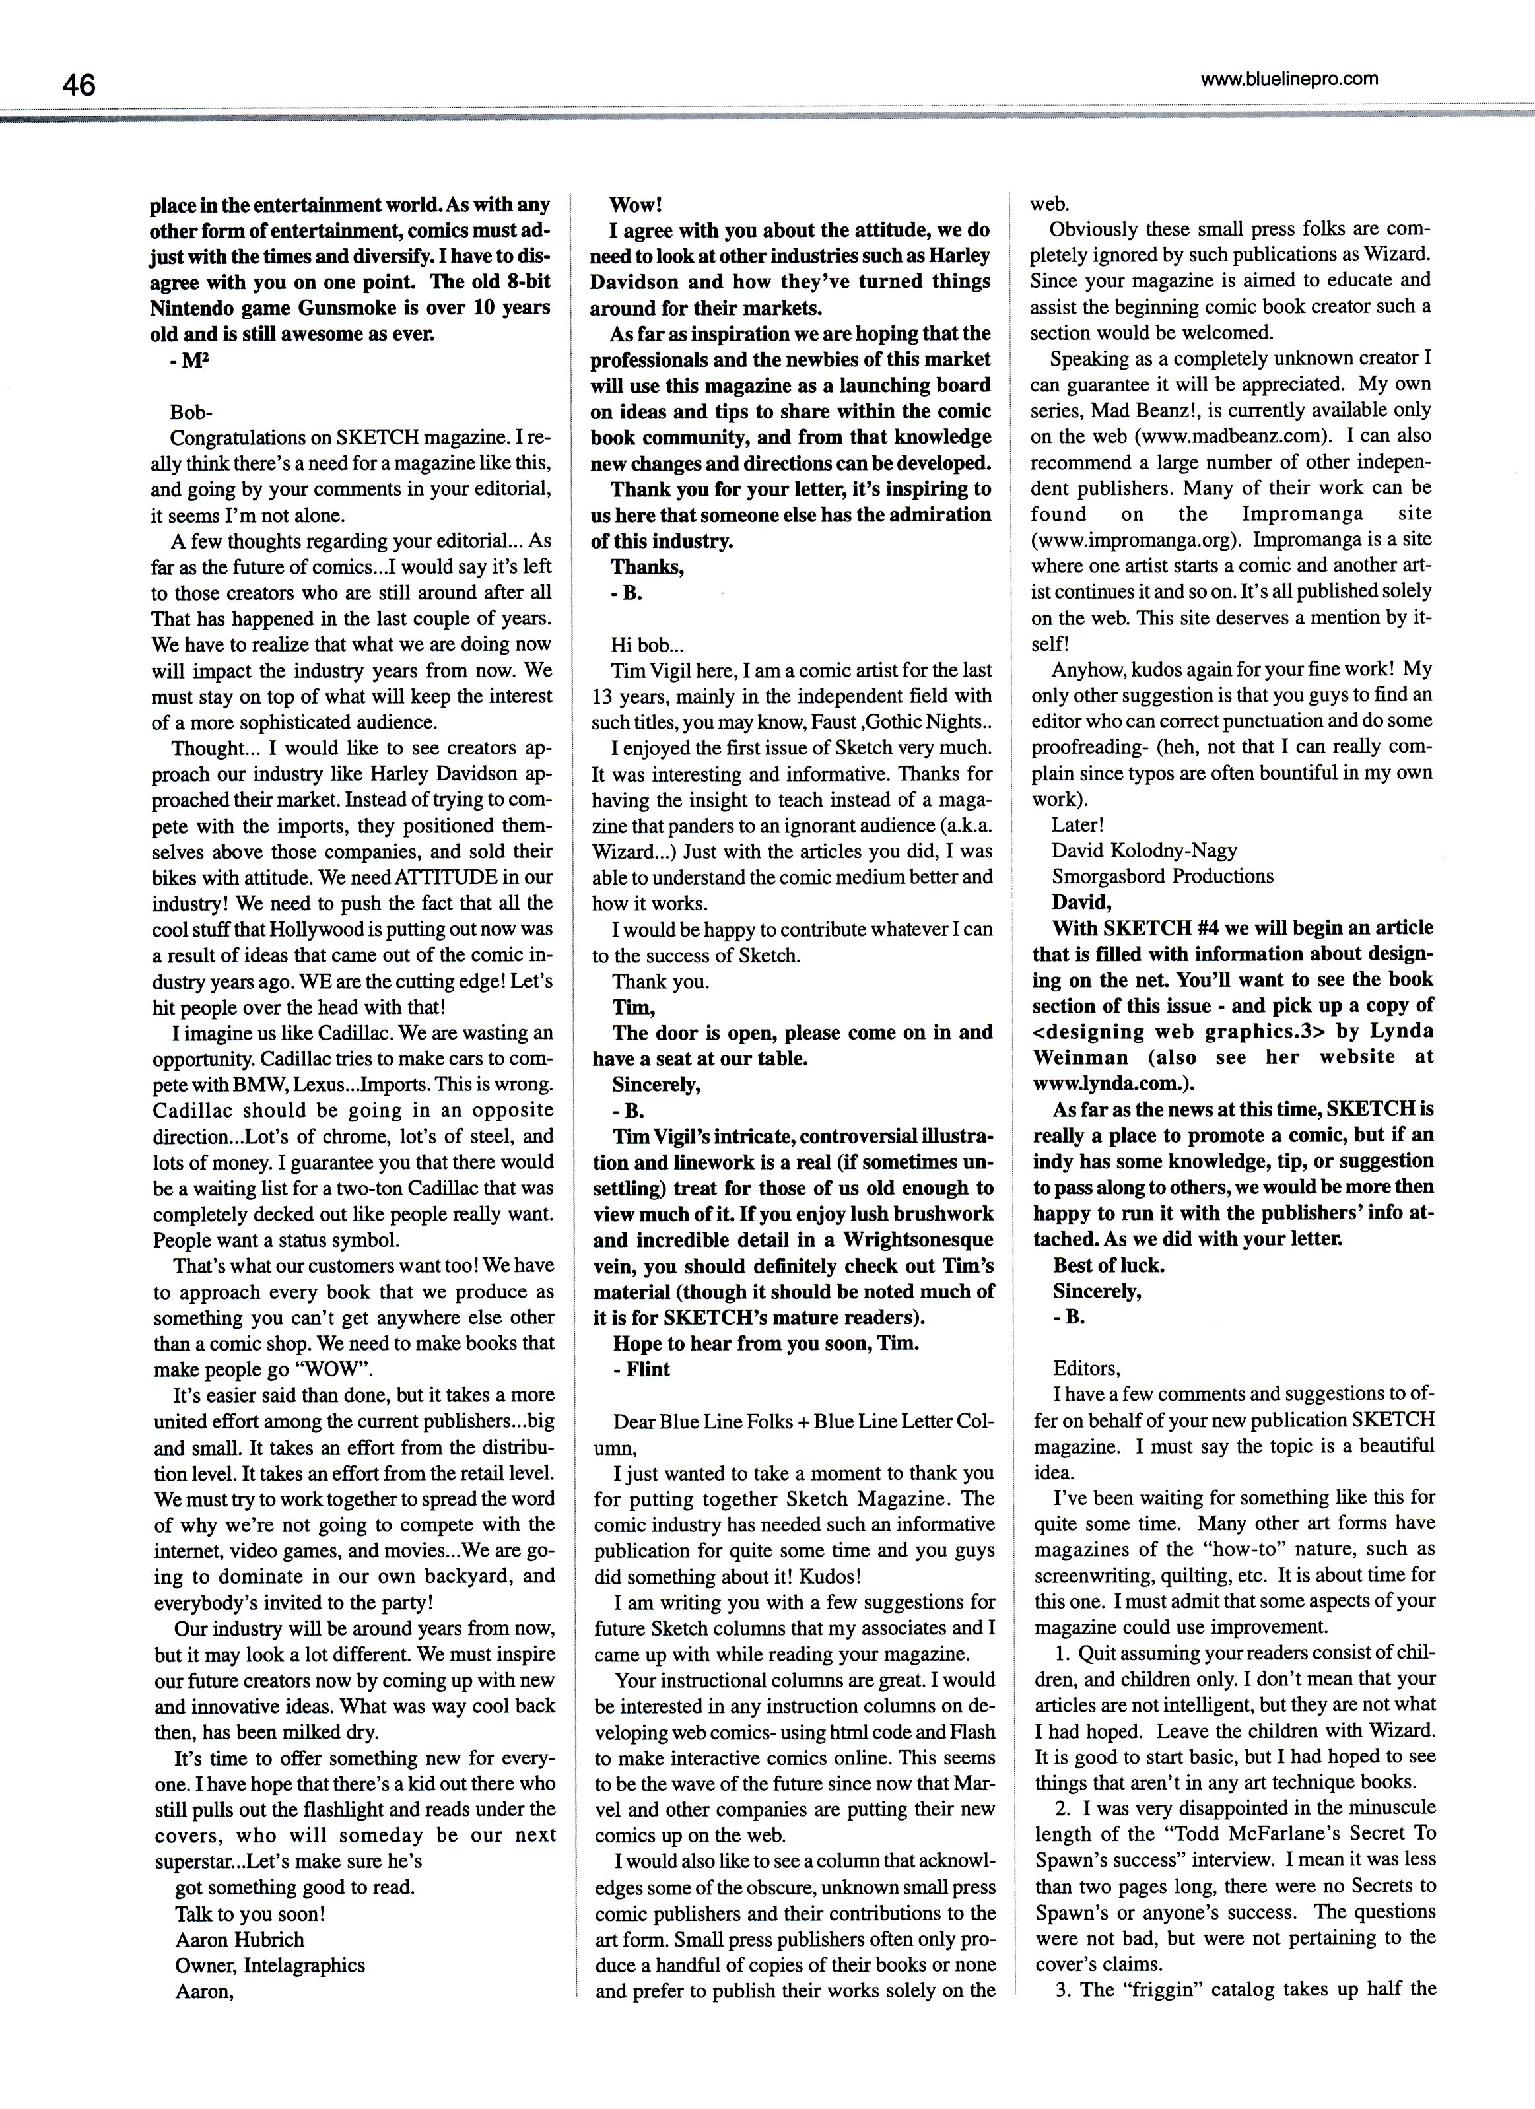 46
www.bluelinepro.com
place in the entertainment world. As with any
other form of entertainment, comics must ad-
just with the times and diversify. I have to dis-
agree with you on one point. The old 8-bit
Nintendo game Gunsmoke is over 10 years
old and is still awesome as ever.
- M²
Bob-
Congratulations on SKETCH magazine. I re-
ally think there's a need for a magazine like this,
and going by your comments in your editorial,
it seems I'm not alone.
A few thoughts regarding your editorial... As
far as the future of comics...I would say it's left
to those creators who are still around after all
That has happened in the last couple of years.
We have to realize that what we are doing now
will impact the industry years from now. We
must stay on top of what will keep the interest
of a more sophisticated audience.
Thought... I would like to see creators ap-
proach our industry like Harley Davidson ap-
proached their market. Instead of trying to com-
pete with the imports, they positioned them-
selves above those companies, and sold their
bikes with attitude. We need ATTITUDE in our
industry! We need to push the fact that all the
cool stuff that Hollywood is putting out now was
a result of ideas that came out of the comic in-
dustry years ago. WE are the cutting edge! Let's
hit people over the head with that!
I imagine us like Cadillac. We are wasting an
opportunity. Cadillac tries to make cars to com-
pete with BMW, Lexus...Imports. This is wrong.
Cadillac should be going in an opposite
direction...Lot's of chrome, lot's of steel, and
lots of money. I guarantee you that there would
be a waiting list for a two-ton Cadillac that was
completely decked out like people really want.
People want a status symbol.
That's what our customers want too! We have
to approach every book that we produce as
something you can't get anywhere else other
than a comic shop. We need to make books that
make people go "WOW".
It's easier said than done, but it takes a more
united effort among the current publishers...big
and small. It takes an effort from the distribu-
tion level. It takes an effort from the retail level.
We must try to work together to spread the word
of why we're not going to compete with the
internet, video games, and movies...We are go-
ing to dominate in our own backyard, and
everybody's invited to the party!
Our industry will be around years from now,
but it may look a lot different. We must inspire
our future creators now by coming up with new
and innovative ideas. What was way cool back
then, has been milked dry.
It's time to offer something new for every-
one. I have hope that there's a kid out there who
still pulls out the flashlight and reads under the
covers, who will someday be our next
superstar...Let's make sure he's
got something good to read.
Talk to you soon!
Aaron Hubrich
Owner, Intelagraphics
Aaron,
Wow!
I agree with you about the attitude, we do
need to look at other industries such as Harley
Davidson and how they've turned things
around for their markets.
As far as inspiration we are hoping that the
professionals and the newbies of this market
will use this magazine as a launching board
on ideas and tips to share within the comic
book community, and from that knowledge
new changes and directions can be developed.
Thank you for your letter, it's inspiring to
us here that someone else has the admiration
of this industry.
Thanks,
- B.
Hi bob...
Tim Vigil here, I am a comic artist for the last
13 years, mainly in the independent field with
such titles, you may know, Faust ,Gothic Nights..
I enjoyed the first issue of Sketch very much.
It was interesting and informative. Thanks for
having the insight to teach instead of a maga-
zine that panders to an ignorant audience (a.k.a.
Wizard...) Just with the articles you did, I was
able to understand the comic medium better and
how it works.
I would be happy to contribute whatever I can
to the success of Sketch.
Thank you.
Tim,
The door is open, please come on in and
have a seat at our table.
Sincerely,
- B.
Tim Vigil's intricate, controversial illustra-
tion and linework is a real (if sometimes un-
settling) treat for those of us old enough to
view much of it. If you enjoy lush brushwork
and incredible detail in a Wrightsonesque
vein, you should definitely check out Tim's
material (though it should be noted much of
it is for SKETCH's mature readers).
Hope to hear from you soon, Tim.
- Flint
Dear Blue Line Folks + Blue Line Letter Col-
umn,
I just wanted to take a moment to thank you
for putting together Sketch Magazine. The
comic industry has needed such an informative
publication for quite some time and you guys
did something about it! Kudos!
I am writing you with a few suggestions for
future Sketch columns that my associates and I
came up with while reading your magazine.
Your instructional columns are great. I would
be interested in any instruction columns on de-
veloping web comics- using html code and Flash
to make interactive comics online. This seems
to be the wave of the future since now that Mar-
vel and other companies are putting their new
comics up on the web.
I would also like to see a column that acknowl-
edges some of the obscure, unknown small press
comic publishers and their contributions to the
art form. Small press publishers often only pro-
duce a handful of copies of their books or none
and prefer to publish their works solely on the
web.
Obviously these small press folks are com-
pletely ignored by such publications as Wizard.
Since your magazine is aimed to educate and
assist the beginning comic book creator such a
section would be welcomed.
Speaking as a completely unknown creator I
can guarantee it will be appreciated. My own
series, Mad Beanz!, is currently available only
on the web (www.madbeanz.com). I can also
recommend a large number of other indepen-
dent publishers. Many of their work can be
found on the Impromanga site
(www.impromanga.org). Impromanga is a site
where one artist starts a comic and another art-
ist continues it and so on. It's all published solely
on the web. This site deserves a mention by it-
self!
Anyhow, kudos again for your fine work! My
only other suggestion is that you guys to find an
editor who can correct punctuation and do some
proofreading- (heh, not that I can really com-
plain since typos are often bountiful in my own
work).
Later!
David Kolodny-Nagy
Smorgasbord Productions
David,
With SKETCH #4 we will begin an article
that is filled with information about design-
ing on the net. You'll want to see the book
section of this issue - and pick up a copy of
<designing web graphics.3> by Lynda
Weinman (also see her website at
www.lynda.com.).
As far as the news at this time, SKETCH is
really a place to promote a comic, but if an
indy has some knowledge, tip, or suggestion
to pass along to others, we would be more then
happy to run it with the publishers' info at-
tached. As we did with your letter.
Best of luck.
Sincerely,
- B.
Editors,
I have a few comments and suggestions to of-
fer on behalf of your new publication SKETCH
magazine. I must say the topic is a beautiful
idea.
I've been waiting for something like this for
quite some time. Many other art forms have
magazines of the "how-to" nature, such as
screenwriting, quilting, etc. It is about time for
this one. I must admit that some aspects of your
magazine could use improvement.
1. Quit assuming your readers consist of chil-
dren, and children only. I don't mean that your
articles are not intelligent, but they are not what
I had hoped. Leave the children with Wizard.
It is good to start basic, but I had hoped to see
things that aren't in any art technique books.
2. I was very disappointed in the minuscule
length of the "Todd McFarlane's Secret To
Spawn's success" interview. I mean it was less
than two pages long, there were no Secrets to
Spawn's or anyone's success. The questions
were not bad, but were not pertaining to the
cover's claims.
3. The "friggin" catalog takes up half the